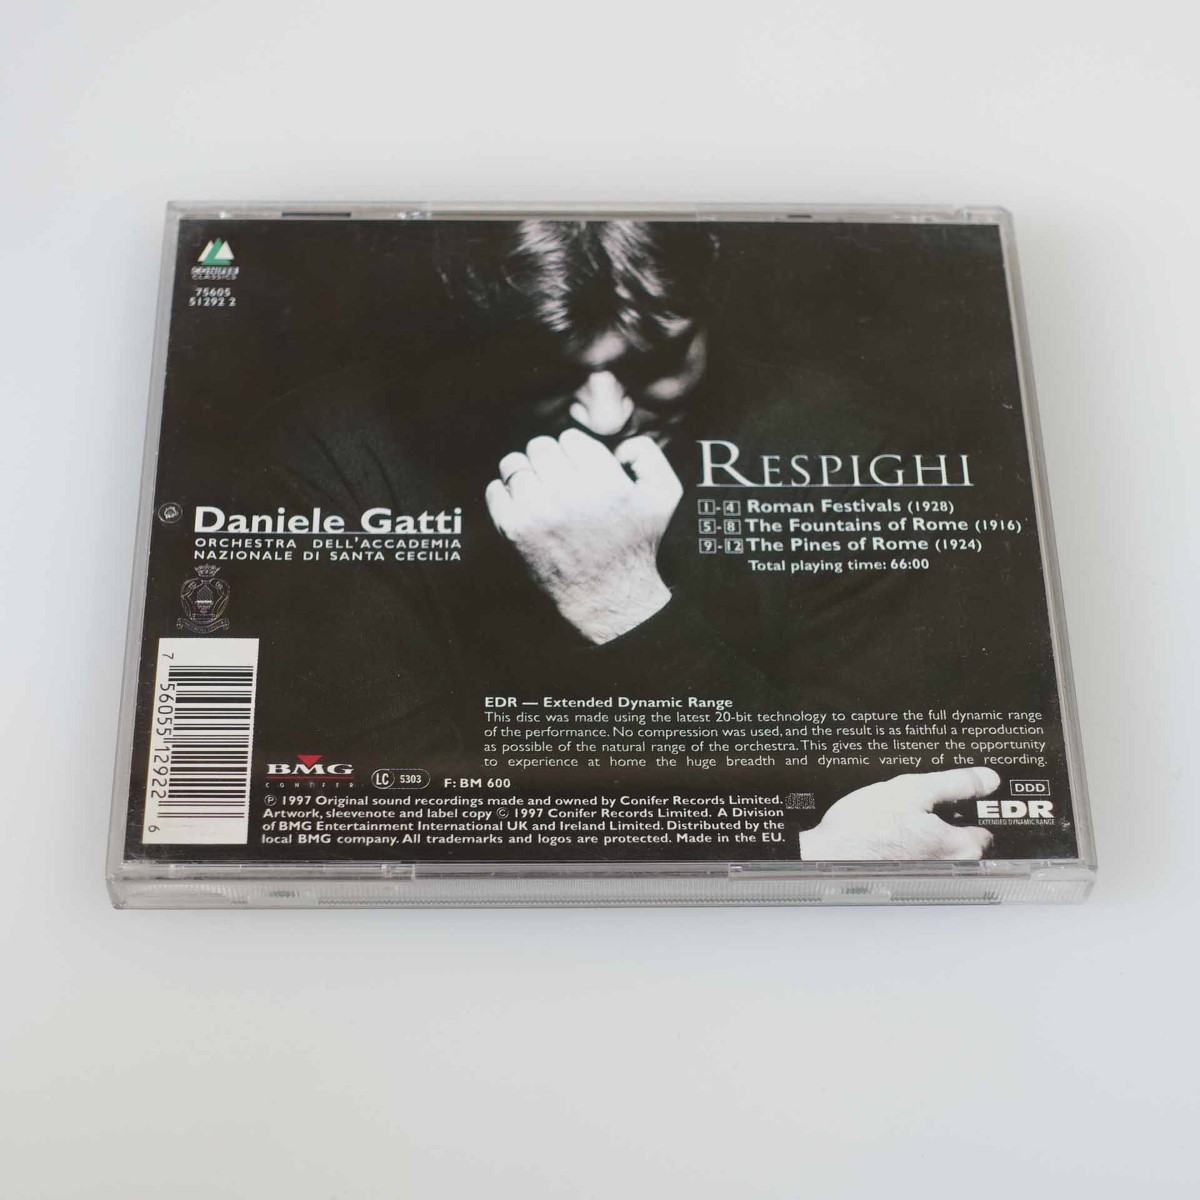 CONIFER
CLASSICS
75605
51292 2
RESPIGHI
1-4 Roman Festivals (1928)
5-8 The Fountains of Rome (1916)
9-12 The Pines of Rome (1924)
Total playing time: 66:00
Daniele Gatti
ORCHESTRA DELL'ACCADEMIA
NAZIONALE DI SANTA CECILIA
7 56055 12922 6
EDR — Extended Dynamic Range
This disc was made using the latest 20-bit technology to capture the full dynamic range
of the performance. No compression was used, and the result is as faithful a reproduction
as possible of the natural range of the orchestra. This gives the listener the opportunity
to experience at home the huge breadth and dynamic variety of the recording.
BMG
CONIFER
LC 5303
F: BM 600
℗ 1997 Original sound recordings made and owned by Conifer Records Limited.
Artwork, sleevenote and label copy © 1997 Conifer Records Limited. A Division
of BMG Entertainment International UK and Ireland Limited. Distributed by the
local BMG company. All trademarks and logos are protected. Made in the EU.
DDD
EDR
EXTENDED DYNAMIC RANGE